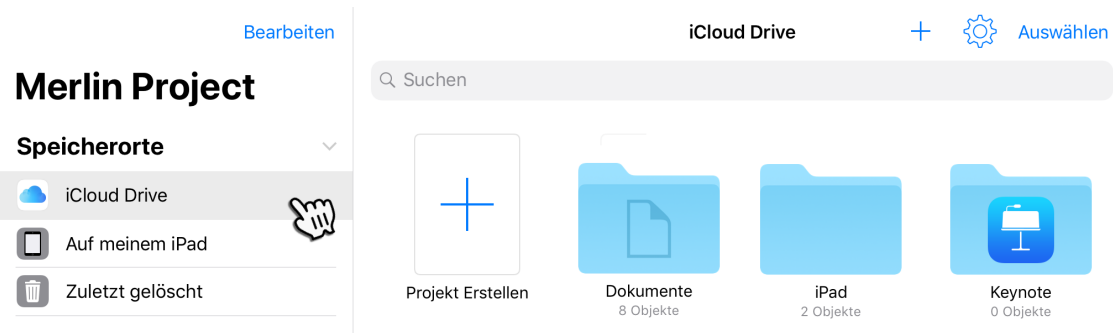 Bearbeiten
Merlin Project
Speicherorte
iCloud Drive
Auf meinem iPad
Zuletzt gelöscht
iCloud Drive
Auswählen
Suchen
Projekt Erstellen
Dokumente
8 Objekte
iPad
2 Objekte
Keynote
0 Objekte